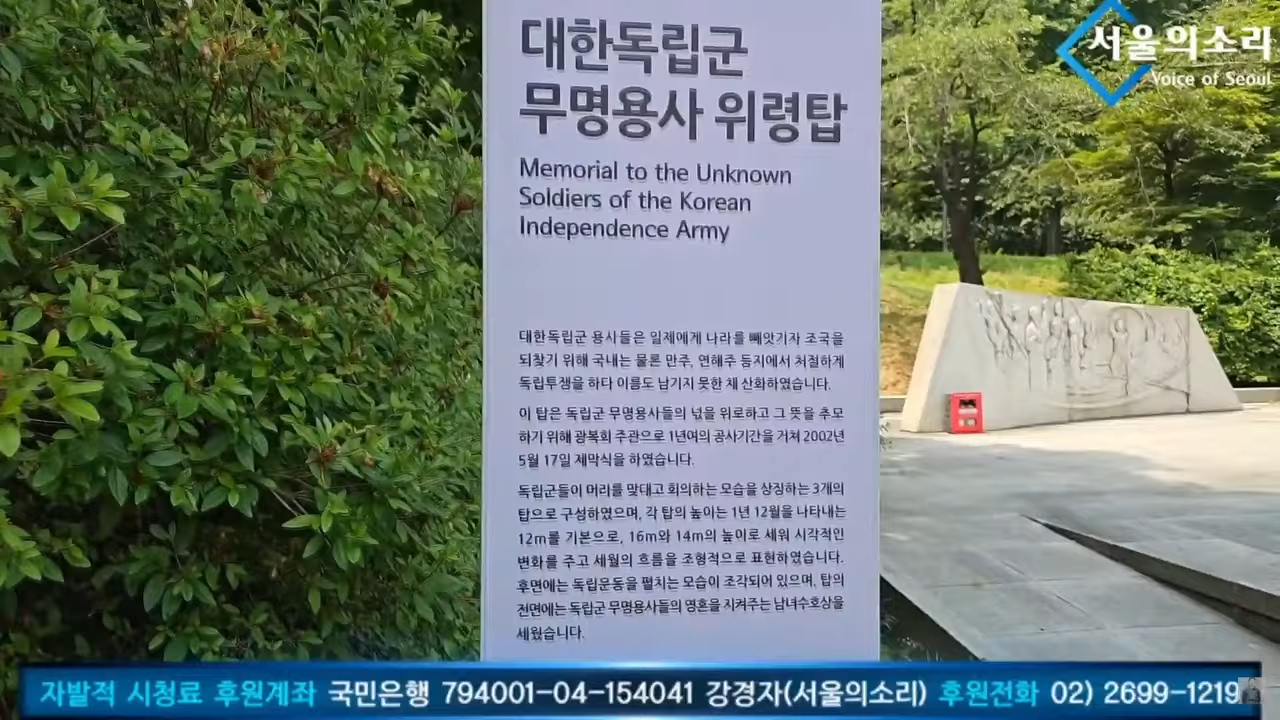 대한독립군
무명용사 위령탑
Memorial to the Unknown
Soldiers of the Korean
Independence Army
대한독립군 용사들은 일제에게 나라를 빼앗기자 조국을
되찾기 위해 국내는 물론 만주, 연해주 등지에서 처절하게
독립투쟁을 하다 이름도 남기지 못한 채 산화하였습니다.
이 탑은 독립군 무명용사들의 넋을 위로하고 그 뜻을 추모
하기 위해 광복회 주관으로 1년여의 공사기간을 거쳐 2002년
5월 17일 제막식을 하였습니다.
독립군들이 머리를 맞대고 회의하는 모습을 상징하는 3개의
탑으로 구성하였으며, 각 탑의 높이는 1년 12월을 나타내는
12m를 기본으로, 16m와 14m의 높이로 세워 시각적인
변화를 주고 세월의 흐름을 조형적으로 표현하였습니다.
후면에는 독립운동을 펼치는 모습이 조각되어 있으며, 탑의
전면에는 독립군 무명용사들의 영혼을 지켜주는 남녀수호상을
세웠습니다.
서울의소리
Voice of Seoul
자발적 시청료 후원계좌 국민은행 794001-04-154041 강경자(서울의소리) 후원전화 02) 2699-1219